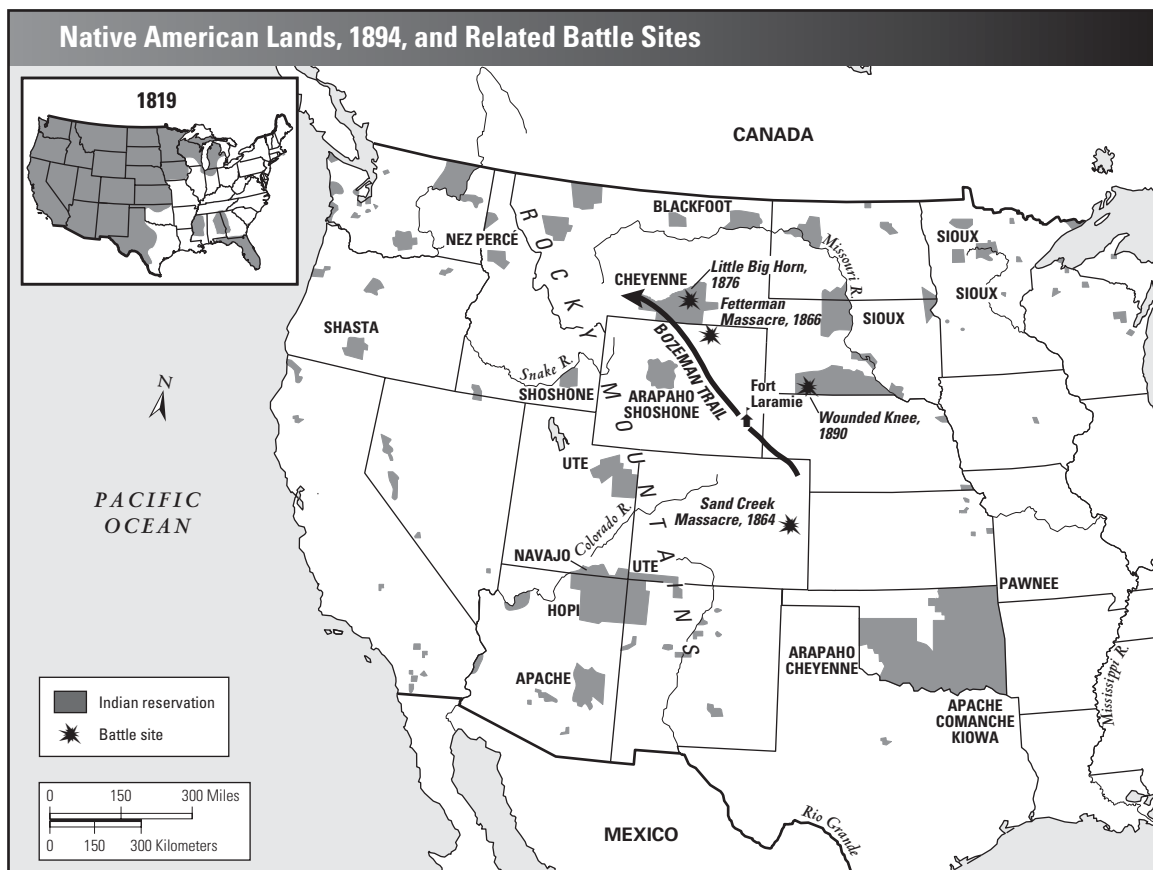 Native American Lands, 1894, and Related Battle Sites
1819
CANADA
BLACKFOOT
NEZ PERCÉ
SIOUX
Missouri R.
ROCKY MOUNTAINS
CHEYENNE
Little Big Horn,
1876
Fetterman
Massacre, 1866
SIOUX
SIOUX
SHASTA
BOZEMAN TRAIL
Snake R.
SHOSHONE
ARAPAHO
SHOSHONE
Fort
Laramie
Wounded Knee,
1890
N
UTE
PACIFIC
OCEAN
Sand Creek
Massacre, 1864
Colorado R.
NAVAJO
UTE
HOPI
PAWNEE
ARAPAHO
CHEYENNE
APACHE
APACHE
COMANCHE
KIOWA
Mississippi R.
Indian reservation
Battle site
0 150 300 Miles
0 150 300 Kilometers
MEXICO
Rio Grande